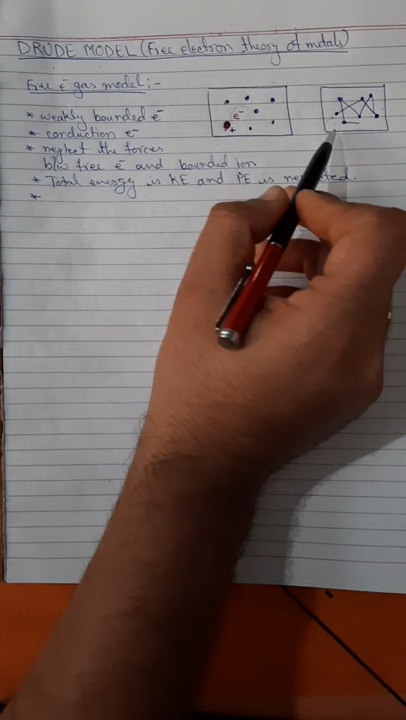 DRUDE MODEL (Free electron theory of metals)
Free e⁻ gas model:-
* weakly bounded e⁻
* conduction e⁻
* neglect the forces
b/w free e⁻ and bounded ion
* Total energy is KE and PE is
*
e⁻
+